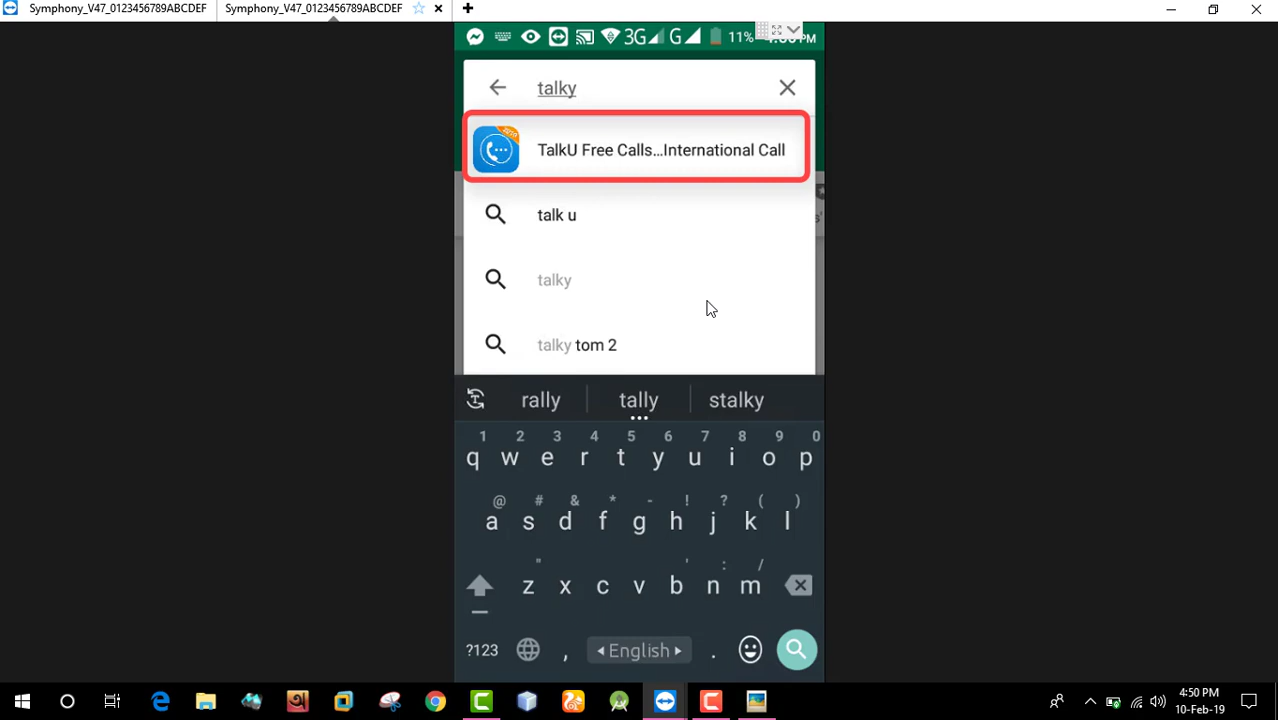 Symphony_V47_0123456789ABCDEF Symphony_V47_0123456789ABCDEF
3G G 11% PM
talky
TalkU Free Calls...International Call
talk u
talky
talky tom 2
rally tally stalky
1 2 3 4 5 6 7 8 9 0
q w e r t y u i o p
@ # & * - ! ? ( )
a s d f g h j k l
" ' : /
z x c v b n m
?123 , English .
4:50 PM
10-Feb-19